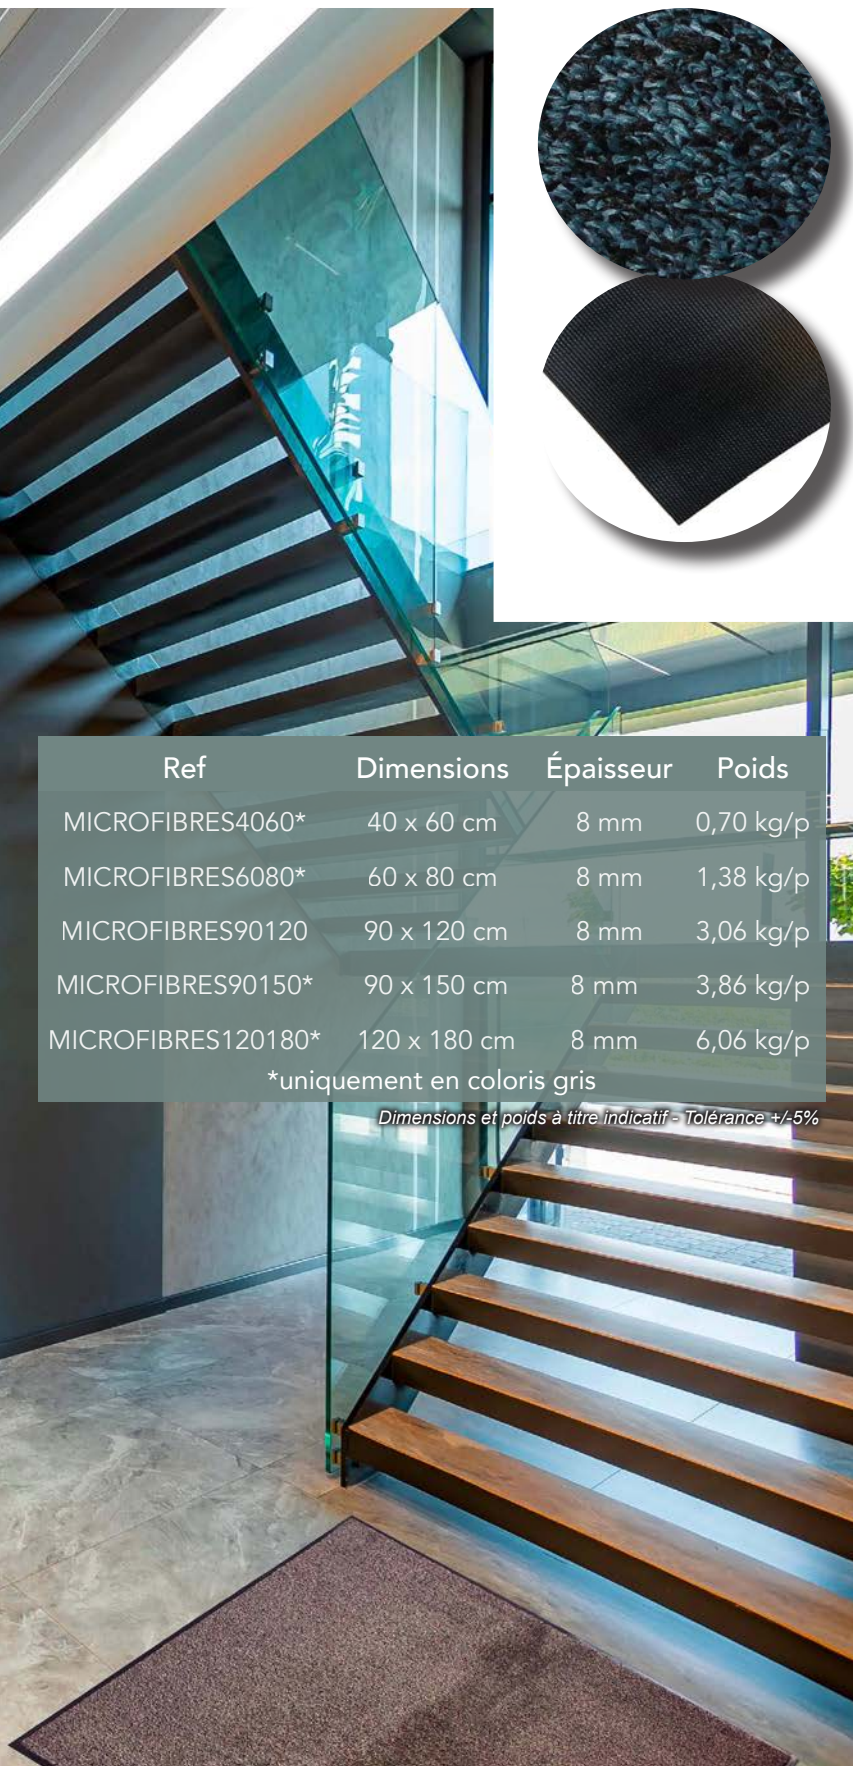 Ref Dimensions Épaisseur Poids
MICROFIBRES4060* 40 x 60 cm 8 mm 0,70 kg/p
MICROFIBRES6080* 60 x 80 cm 8 mm 1,38 kg/p
MICROFIBRES90120 90 x 120 cm 8 mm 3,06 kg/p
MICROFIBRES90150* 90 x 150 cm 8 mm 3,86 kg/p
MICROFIBRES120180* 120 x 180 cm 8 mm 6,06 kg/p
*uniquement en coloris gris
Dimensions et poids à titre indicatif - Tolérance +/-5%